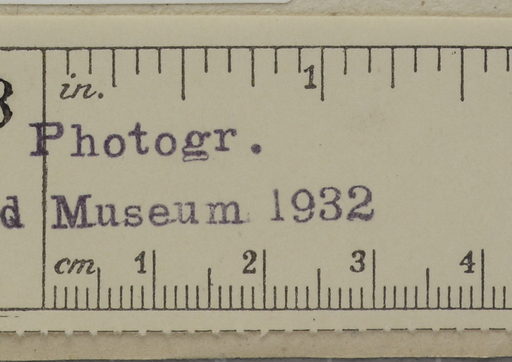 in. 1
Photogr.
d Museum 1932
cm 1 2 3 4